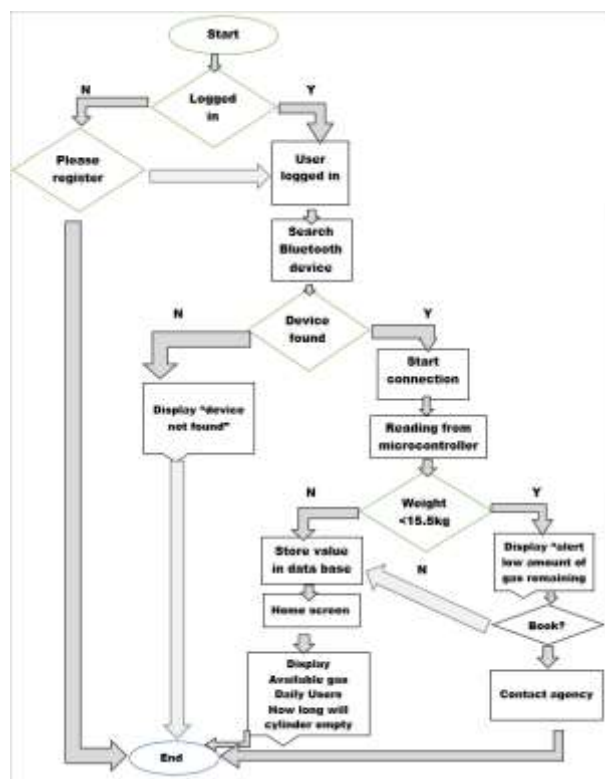 Start
N
Y
Logged
in
Please
register
User
logged in
Search
Bluetooth
device
N
Y
Device
found
Start
connection
Display “device
not found”
Reading from
microcontroller
N
Y
Weight
<15.5kg
Store value
in data base
Display “alert
low amount of
gas remaining
N
Home screen
Book?
Display
Available gas
Daily Users
How long will
cylinder empty
Contact agency
End